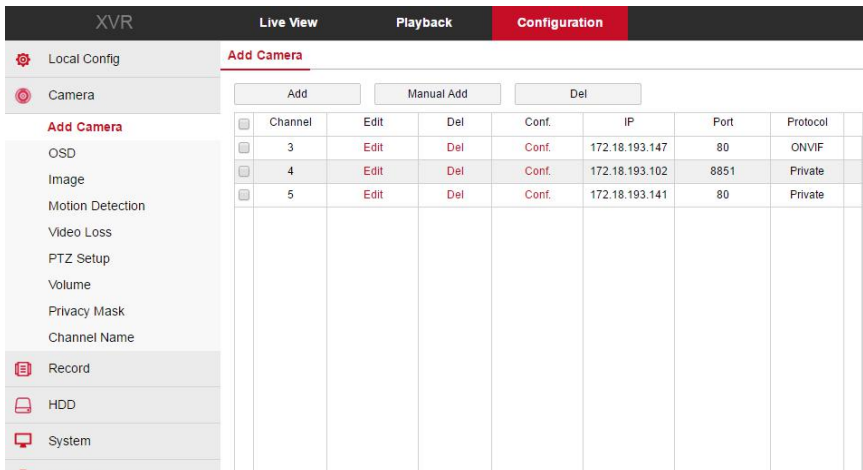 XVR Live View Playback Configuration
Local Config
Camera
Add Camera
OSD
Image
Motion Detection
Video Loss
PTZ Setup
Volume
Privacy Mask
Channel Name
Record
HDD
System
Add Camera
Add Manual Add Del
Channel Edit Del Conf. IP Port Protocol
3 Edit Del Conf. 172.18.193.147 80 ONVIF
4 Edit Del Conf. 172.18.193.102 8851 Private
5 Edit Del Conf. 172.18.193.141 80 Private